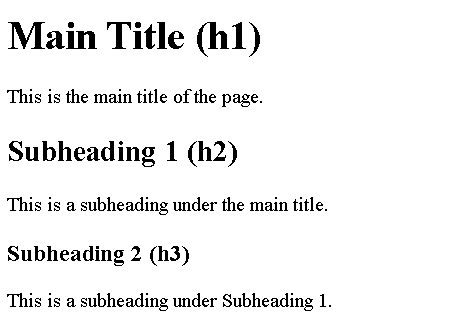 Main Title (h1)
This is the main title of the page.
Subheading 1 (h2)
This is a subheading under the main title.
Subheading 2 (h3)
This is a subheading under Subheading 1.